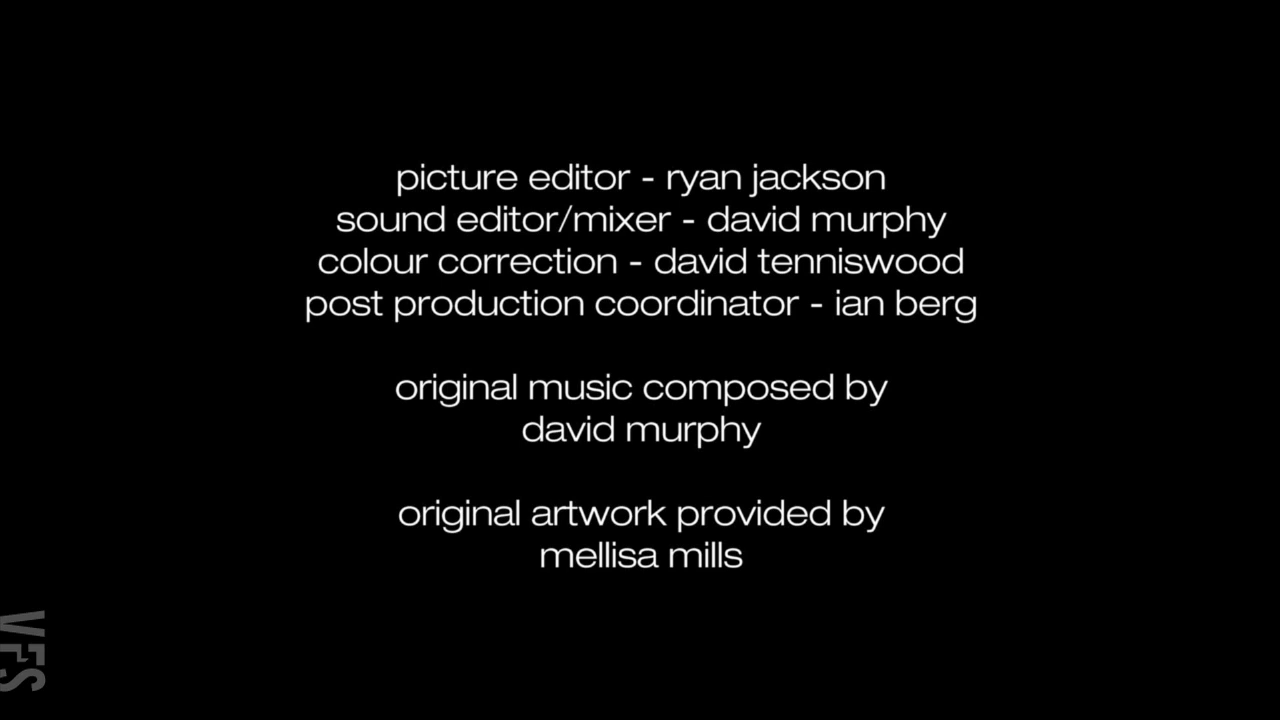 picture editor - ryan jackson
sound editor/mixer - david murphy
colour correction - david tenniswood
post production coordinator - ian berg
original music composed by
david murphy
original artwork provided by
mellisa mills
VFS